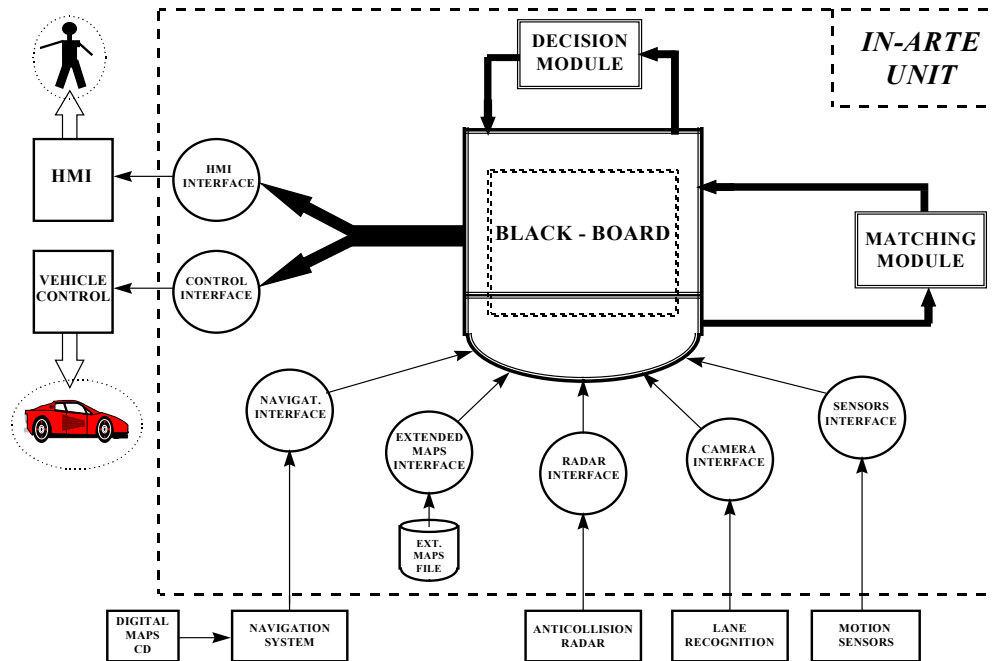 DECISION
MODULE
IN-ARTE
UNIT
HMI
HMI
INTERFACE
BLACK - BOARD
MATCHING
MODULE
VEHICLE
CONTROL
CONTROL
INTERFACE
NAVIGAT.
INTERFACE
EXTENDED
MAPS
INTERFACE
RADAR
INTERFACE
CAMERA
INTERFACE
SENSORS
INTERFACE
EXT.
MAPS
FILE
DIGITAL
MAPS
CD
NAVIGATION
SYSTEM
ANTICOLLISION
RADAR
LANE
RECOGNITION
MOTION
SENSORS